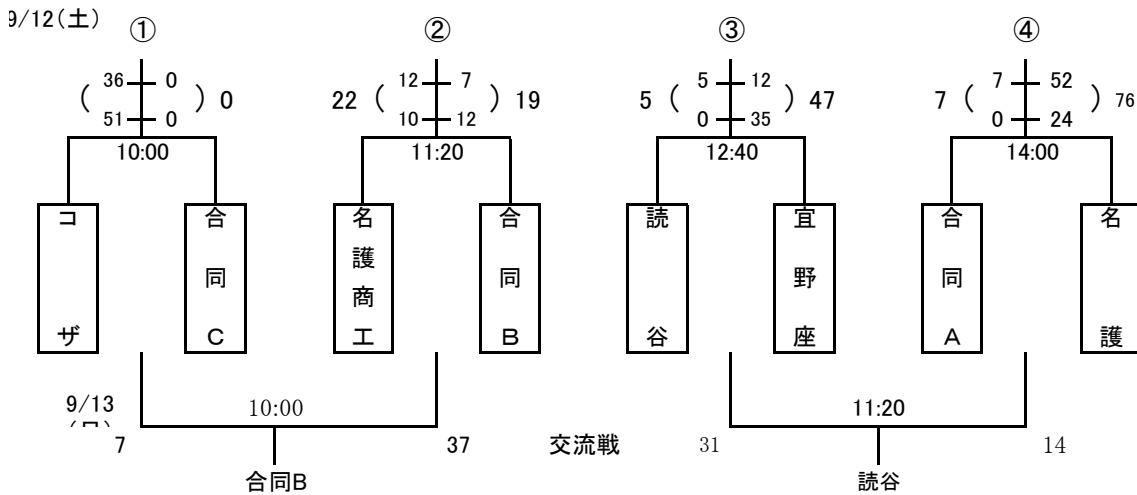 9/12(土)
① ② ③ ④
( 36 0 ) 0 22 ( 12 7 ) 19 5 ( 5 12 ) 47 7 ( 7 52 ) 76
51 0 10 12 0 35 0 24
10:00 11:20 12:40 14:00
コザ 合同C 名護商工 合同B 読谷 宜野座 合同A 名護
9/13 10:00 11:20
7 37 交流戦 31 14
合同B 読谷